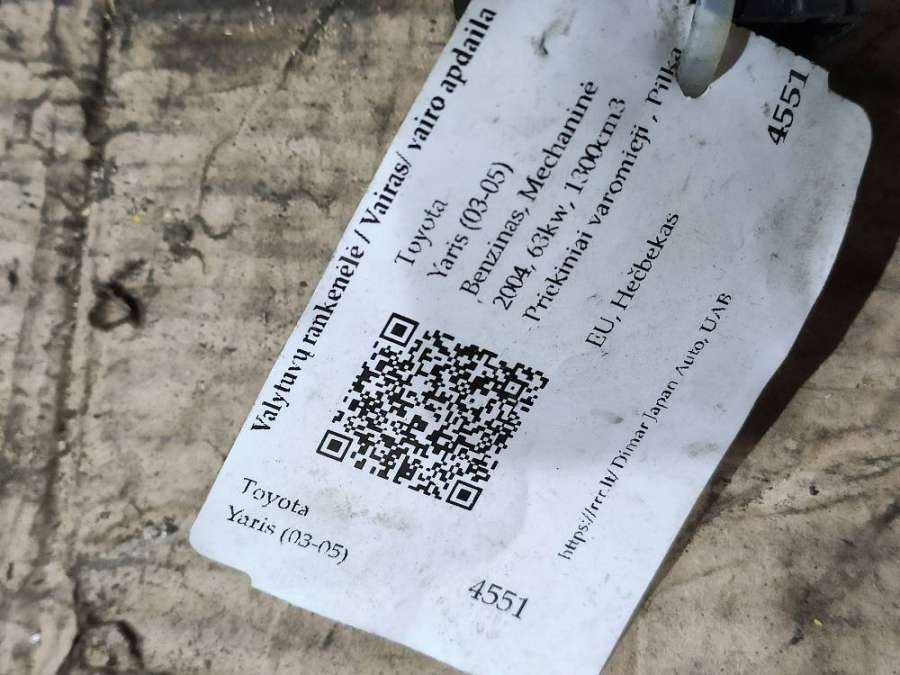 Valytuvų rankenėlė / Vairas/ vairo apdaila
Toyota
Yaris (03-05)
Benzinas, Mechaninė
2004, 63kw, 1300cm3
Prickiniai varomieji , Pilka
EU, Hečbekas
4551
https://rrr.lt/Dimar Japan Auto, UAB
Toyota
Yaris (03-05)
4551